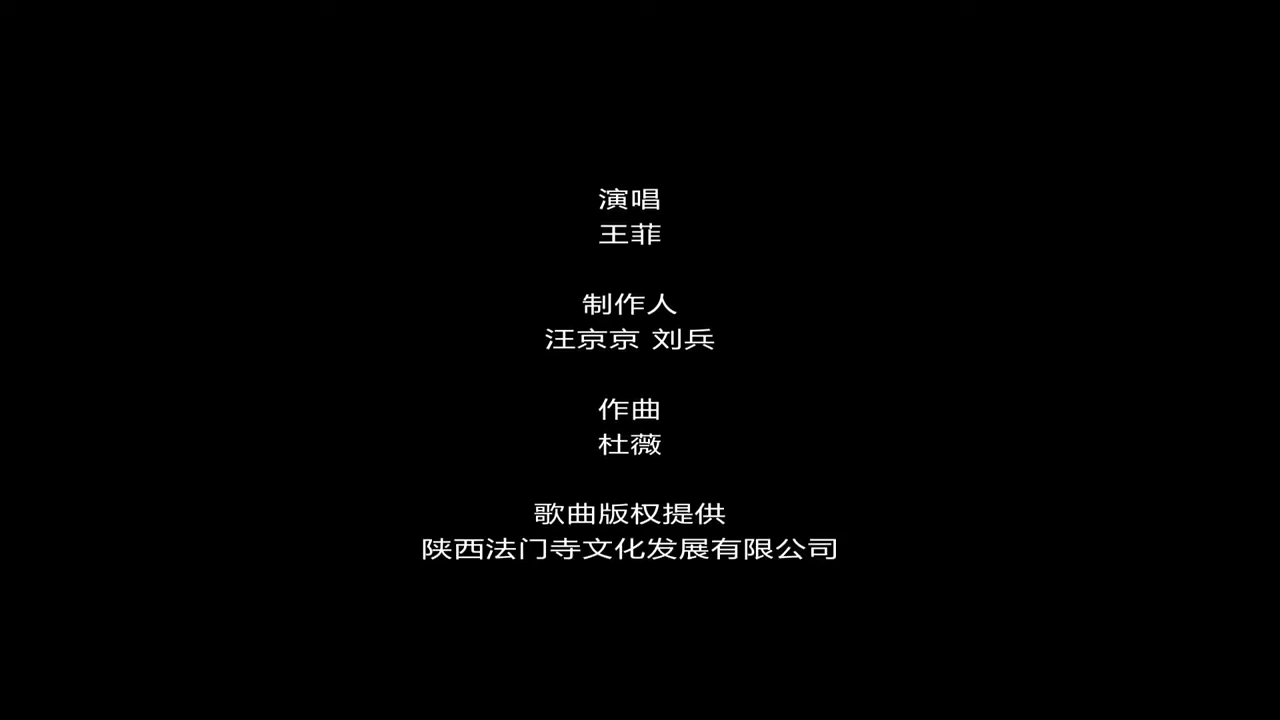 演唱
王菲
制作人
汪京京 刘兵
作曲
杜薇
歌曲版权提供
陕西法门寺文化发展有限公司